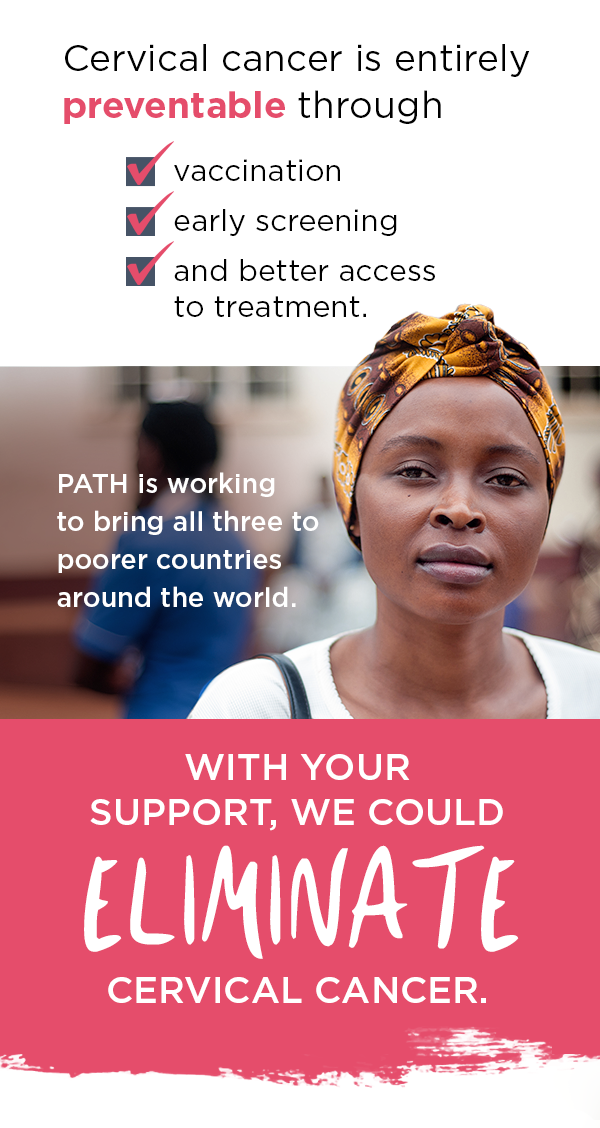 Cervical cancer is entirely
preventable through
vaccination
early screening
and better access
to treatment.
PATH is working
to bring all three to
poorer countries
around the world.
WITH YOUR
SUPPORT, WE COULD
ELIMINATE
CERVICAL CANCER.